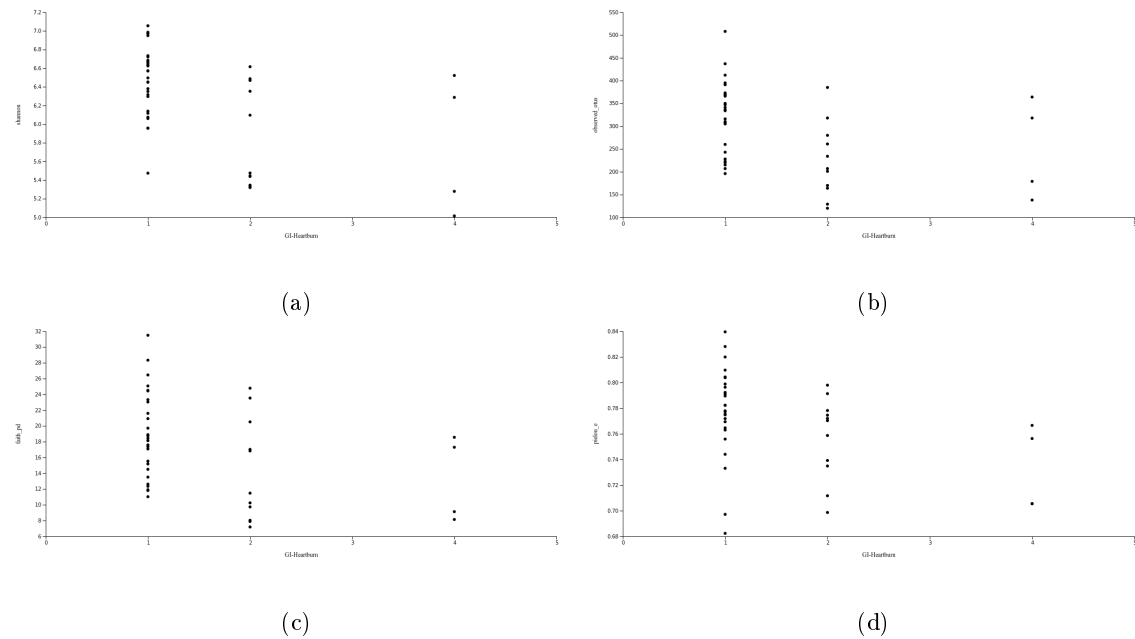 7.2
7.0
6.8
6.6
6.4
6.2
6.0
5.8
5.6
5.4
5.2
5.0
shannon
0 1 2 3 4 5
GI-Heartburn
(a)
550
500
450
400
350
300
250
200
150
100
observed_otus
0 1 2 3 4 5
GI-Heartburn
(b)
32
30
28
26
24
22
20
18
16
14
12
10
8
6
faith_pd
0 1 2 3 4 5
GI-Heartburn
(c)
0.84
0.82
0.80
0.78
0.76
0.74
0.72
0.70
0.68
pielou_e
0 1 2 3 4 5
GI-Heartburn
(d)